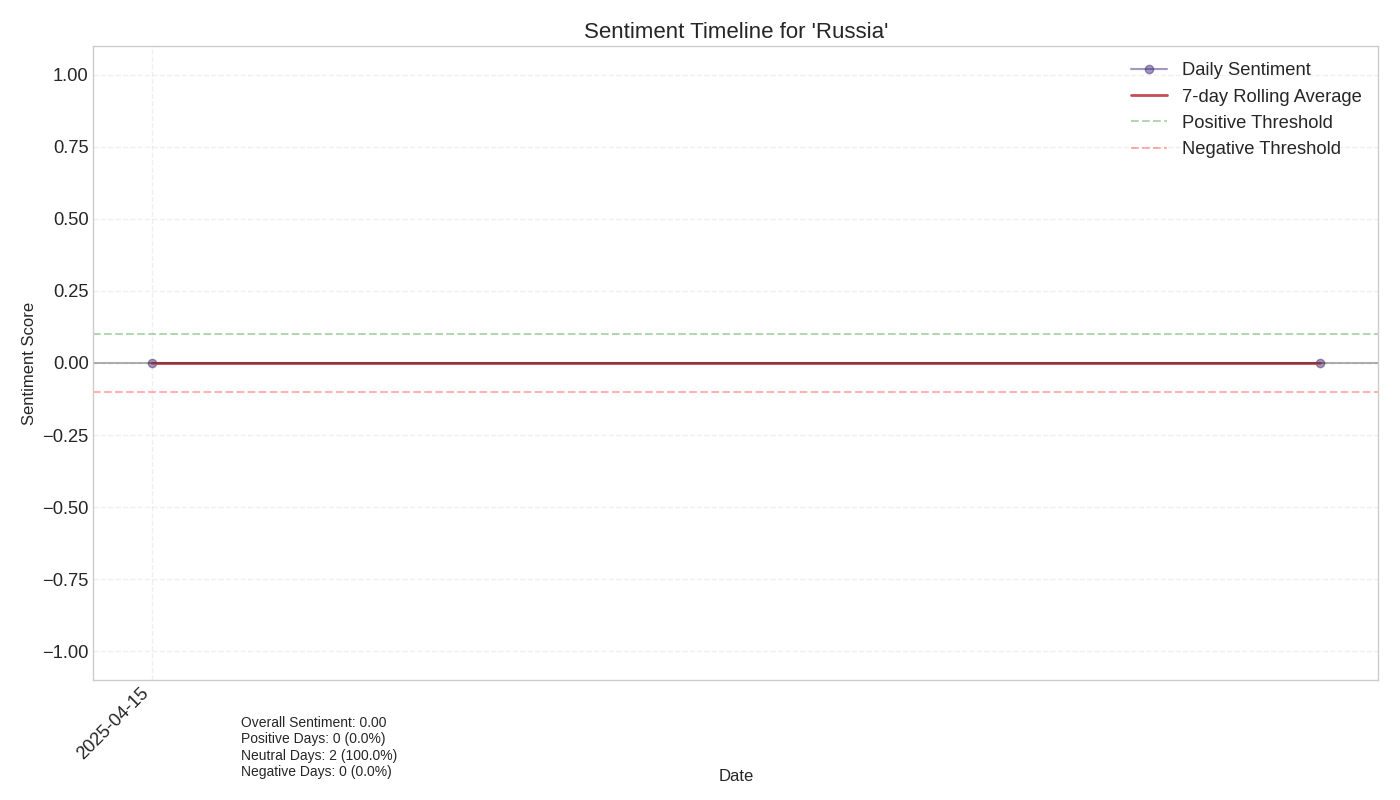 Sentiment Timeline for 'Russia'
Daily Sentiment
7-day Rolling Average
Positive Threshold
Negative Threshold
Sentiment Score
1.00
0.75
0.50
0.25
0.00
−0.25
−0.50
−0.75
−1.00
2025-04-15
Overall Sentiment: 0.00
Positive Days: 0 (0.0%)
Neutral Days: 2 (100.0%)
Negative Days: 0 (0.0%)
Date